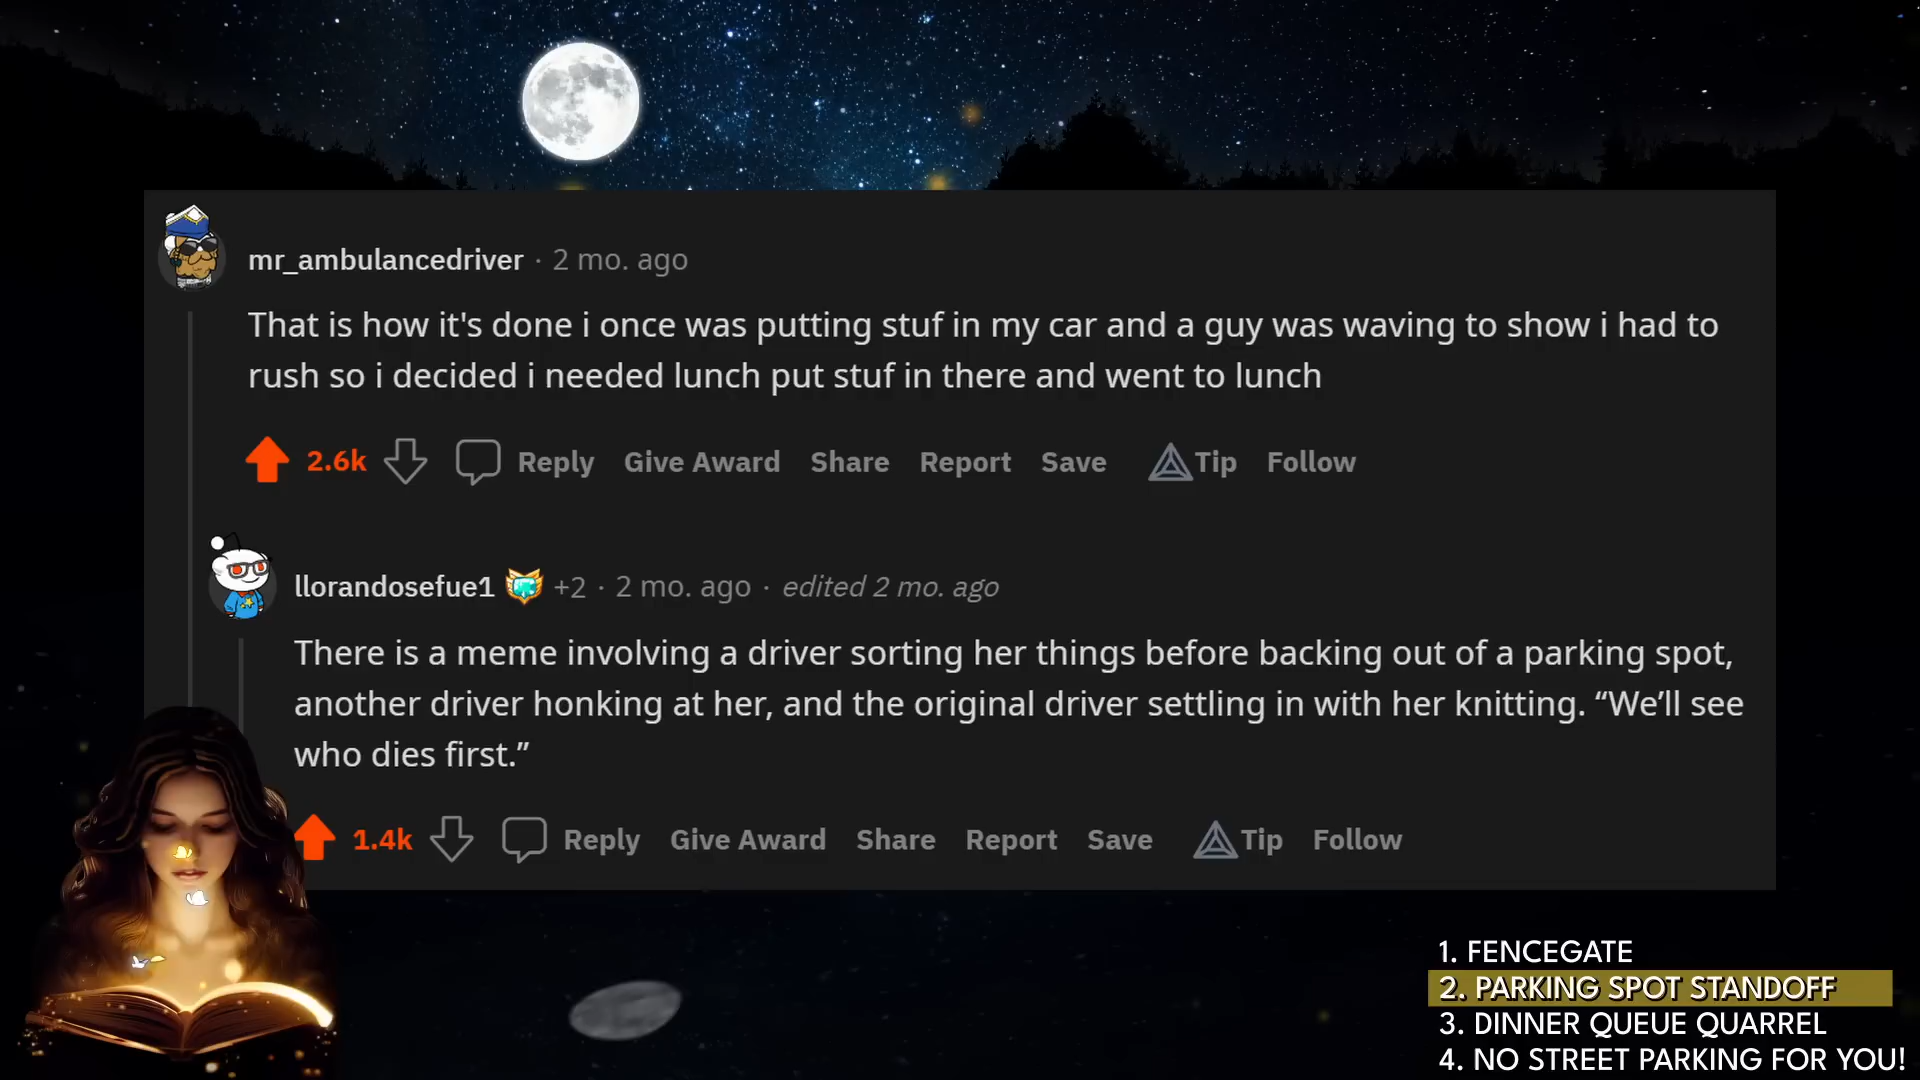 mr_ambulancedriver · 2 mo. ago
That is how it's done i once was putting stuf in my car and a guy was waving to show i had to
rush so i decided i needed lunch put stuf in there and went to lunch
2.6k Reply Give Award Share Report Save Tip Follow
llorandosefue1 +2 · 2 mo. ago · edited 2 mo. ago
There is a meme involving a driver sorting her things before backing out of a parking spot,
another driver honking at her, and the original driver settling in with her knitting. “We’ll see
who dies first.”
1.4k Reply Give Award Share Report Save Tip Follow
1. FENCEGATE
2. PARKING SPOT STANDOFF
3. DINNER QUEUE QUARREL
4. NO STREET PARKING FOR YOU!